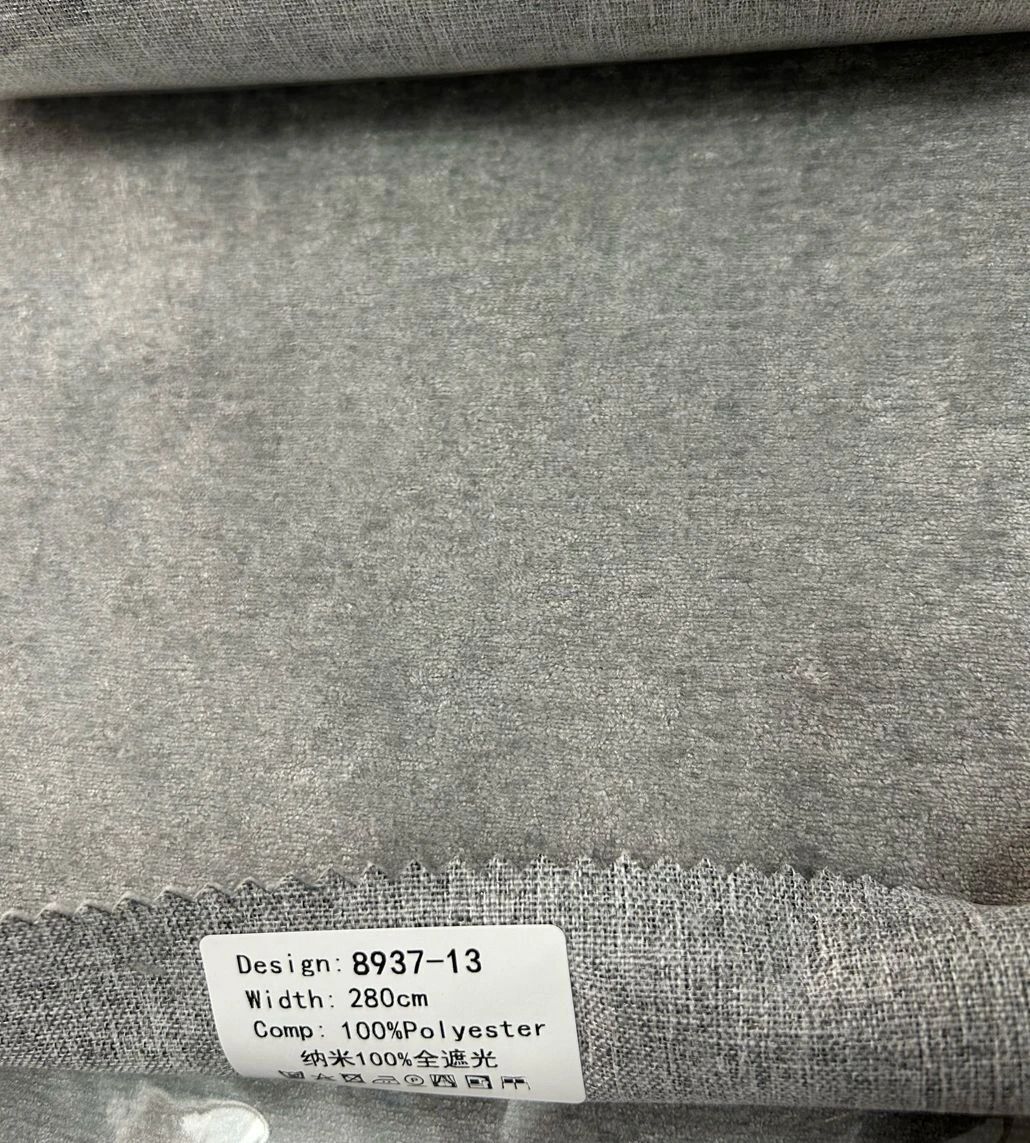 Design: 8937-13
Width: 280cm
Comp: 100%Polyester
纳米100%全遮光